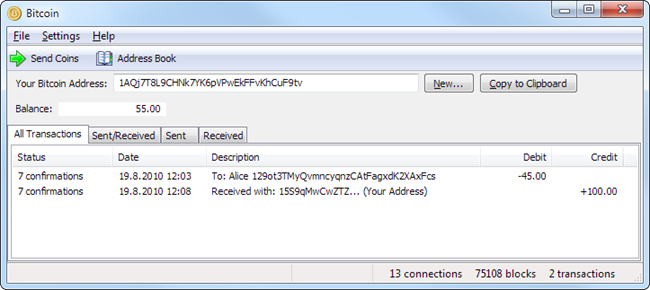 Bitcoin
File Settings Help
Send Coins Address Book
Your Bitcoin Address: 1AQj7T8L9CHNk7YK6pVPwEkFFvKhCuF9tv New... Copy to Clipboard
Balance: 55.00
All Transactions Sent/Received Sent Received
Status Date Description Debit Credit
7 confirmations 19.8.2010 12:03 To: Alice 129ot3TMyQvmncyqnzCAtFagxdK2XAxFcs -45.00
7 confirmations 19.8.2010 12:08 Received with: 15S9qMwCwZTZ... (Your Address) +100.00
13 connections 75108 blocks 2 transactions